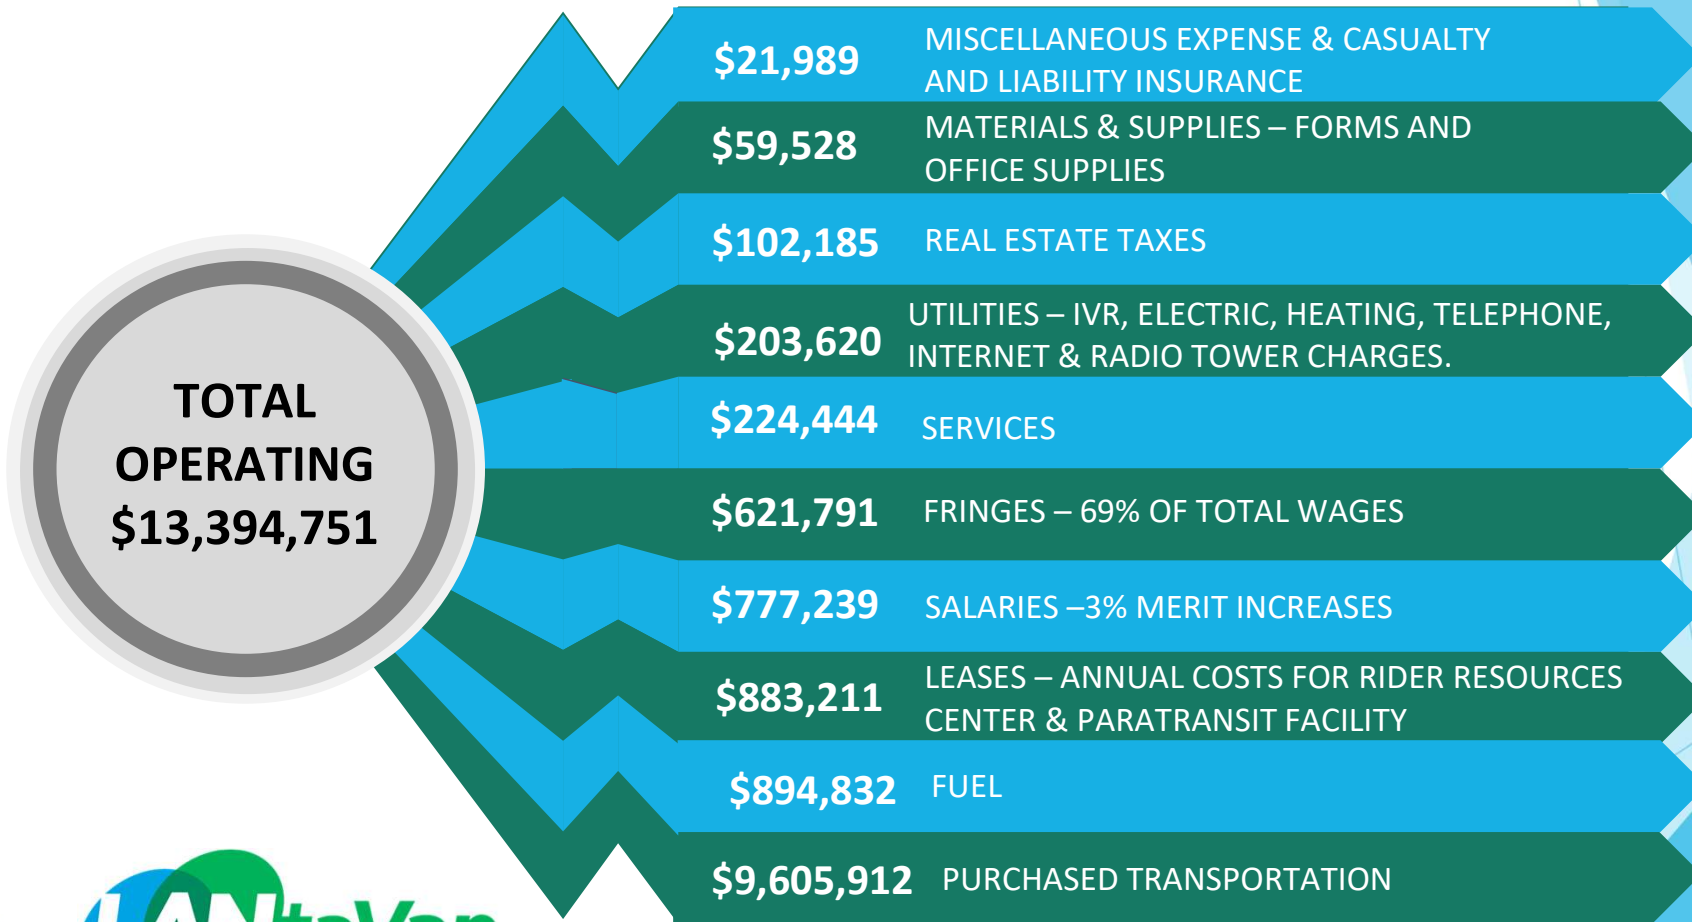 $21,989
MISCELLANEOUS EXPENSE & CASUALTY
AND LIABILITY INSURANCE
$59,528
MATERIALS & SUPPLIES – FORMS AND
OFFICE SUPPLIES
$102,185
REAL ESTATE TAXES
$203,620
UTILITIES – IVR, ELECTRIC, HEATING, TELEPHONE,
INTERNET & RADIO TOWER CHARGES.
$224,444
SERVICES
$621,791
FRINGES – 69% OF TOTAL WAGES
$777,239
SALARIES –3% MERIT INCREASES
$883,211
LEASES – ANNUAL COSTS FOR RIDER RESOURCES
CENTER & PARATRANSIT FACILITY
$894,832
FUEL
$9,605,912
PURCHASED TRANSPORTATION
TOTAL
OPERATING
$13,394,751
LANtaVan